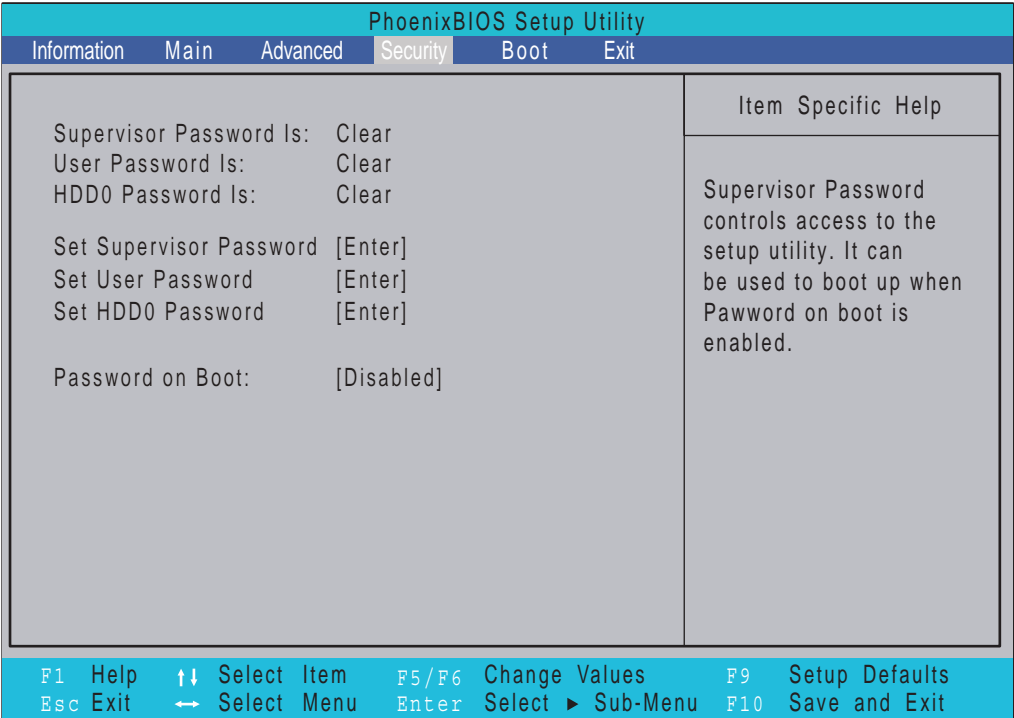 PhoenixBIOS Setup Utility
Information Main Advanced Security Boot Exit
Supervisor Password Is: Clear
User Password Is: Clear
HDD0 Password Is: Clear
Set Supervisor Password [Enter]
Set User Password [Enter]
Set HDD0 Password [Enter]
Password on Boot: [Disabled]
Item Specific Help
Supervisor Password
controls access to the
setup utility. It can
be used to boot up when
Pawword on boot is
enabled.
F1 Help ↑↓ Select Item F5/F6 Change Values F9 Setup Defaults
Esc Exit ↔ Select Menu Enter Select ► Sub-Menu F10 Save and Exit